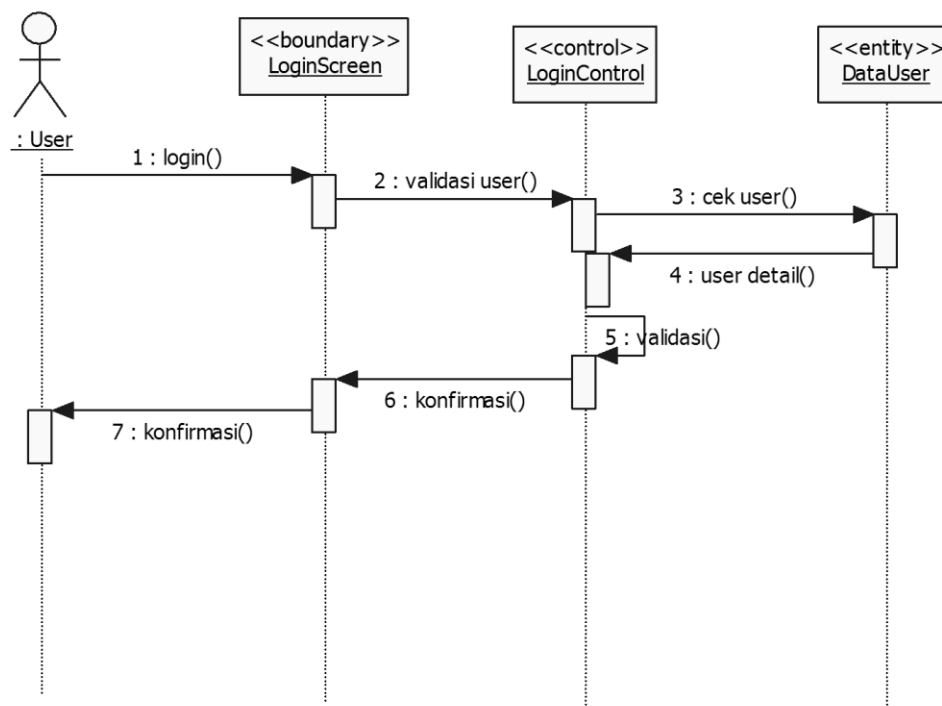 : User
<<boundary>>
LoginScreen
<<control>>
LoginControl
<<entity>>
DataUser
1 : login()
2 : validasi user()
3 : cek user()
4 : user detail()
5 : validasi()
6 : konfirmasi()
7 : konfirmasi()